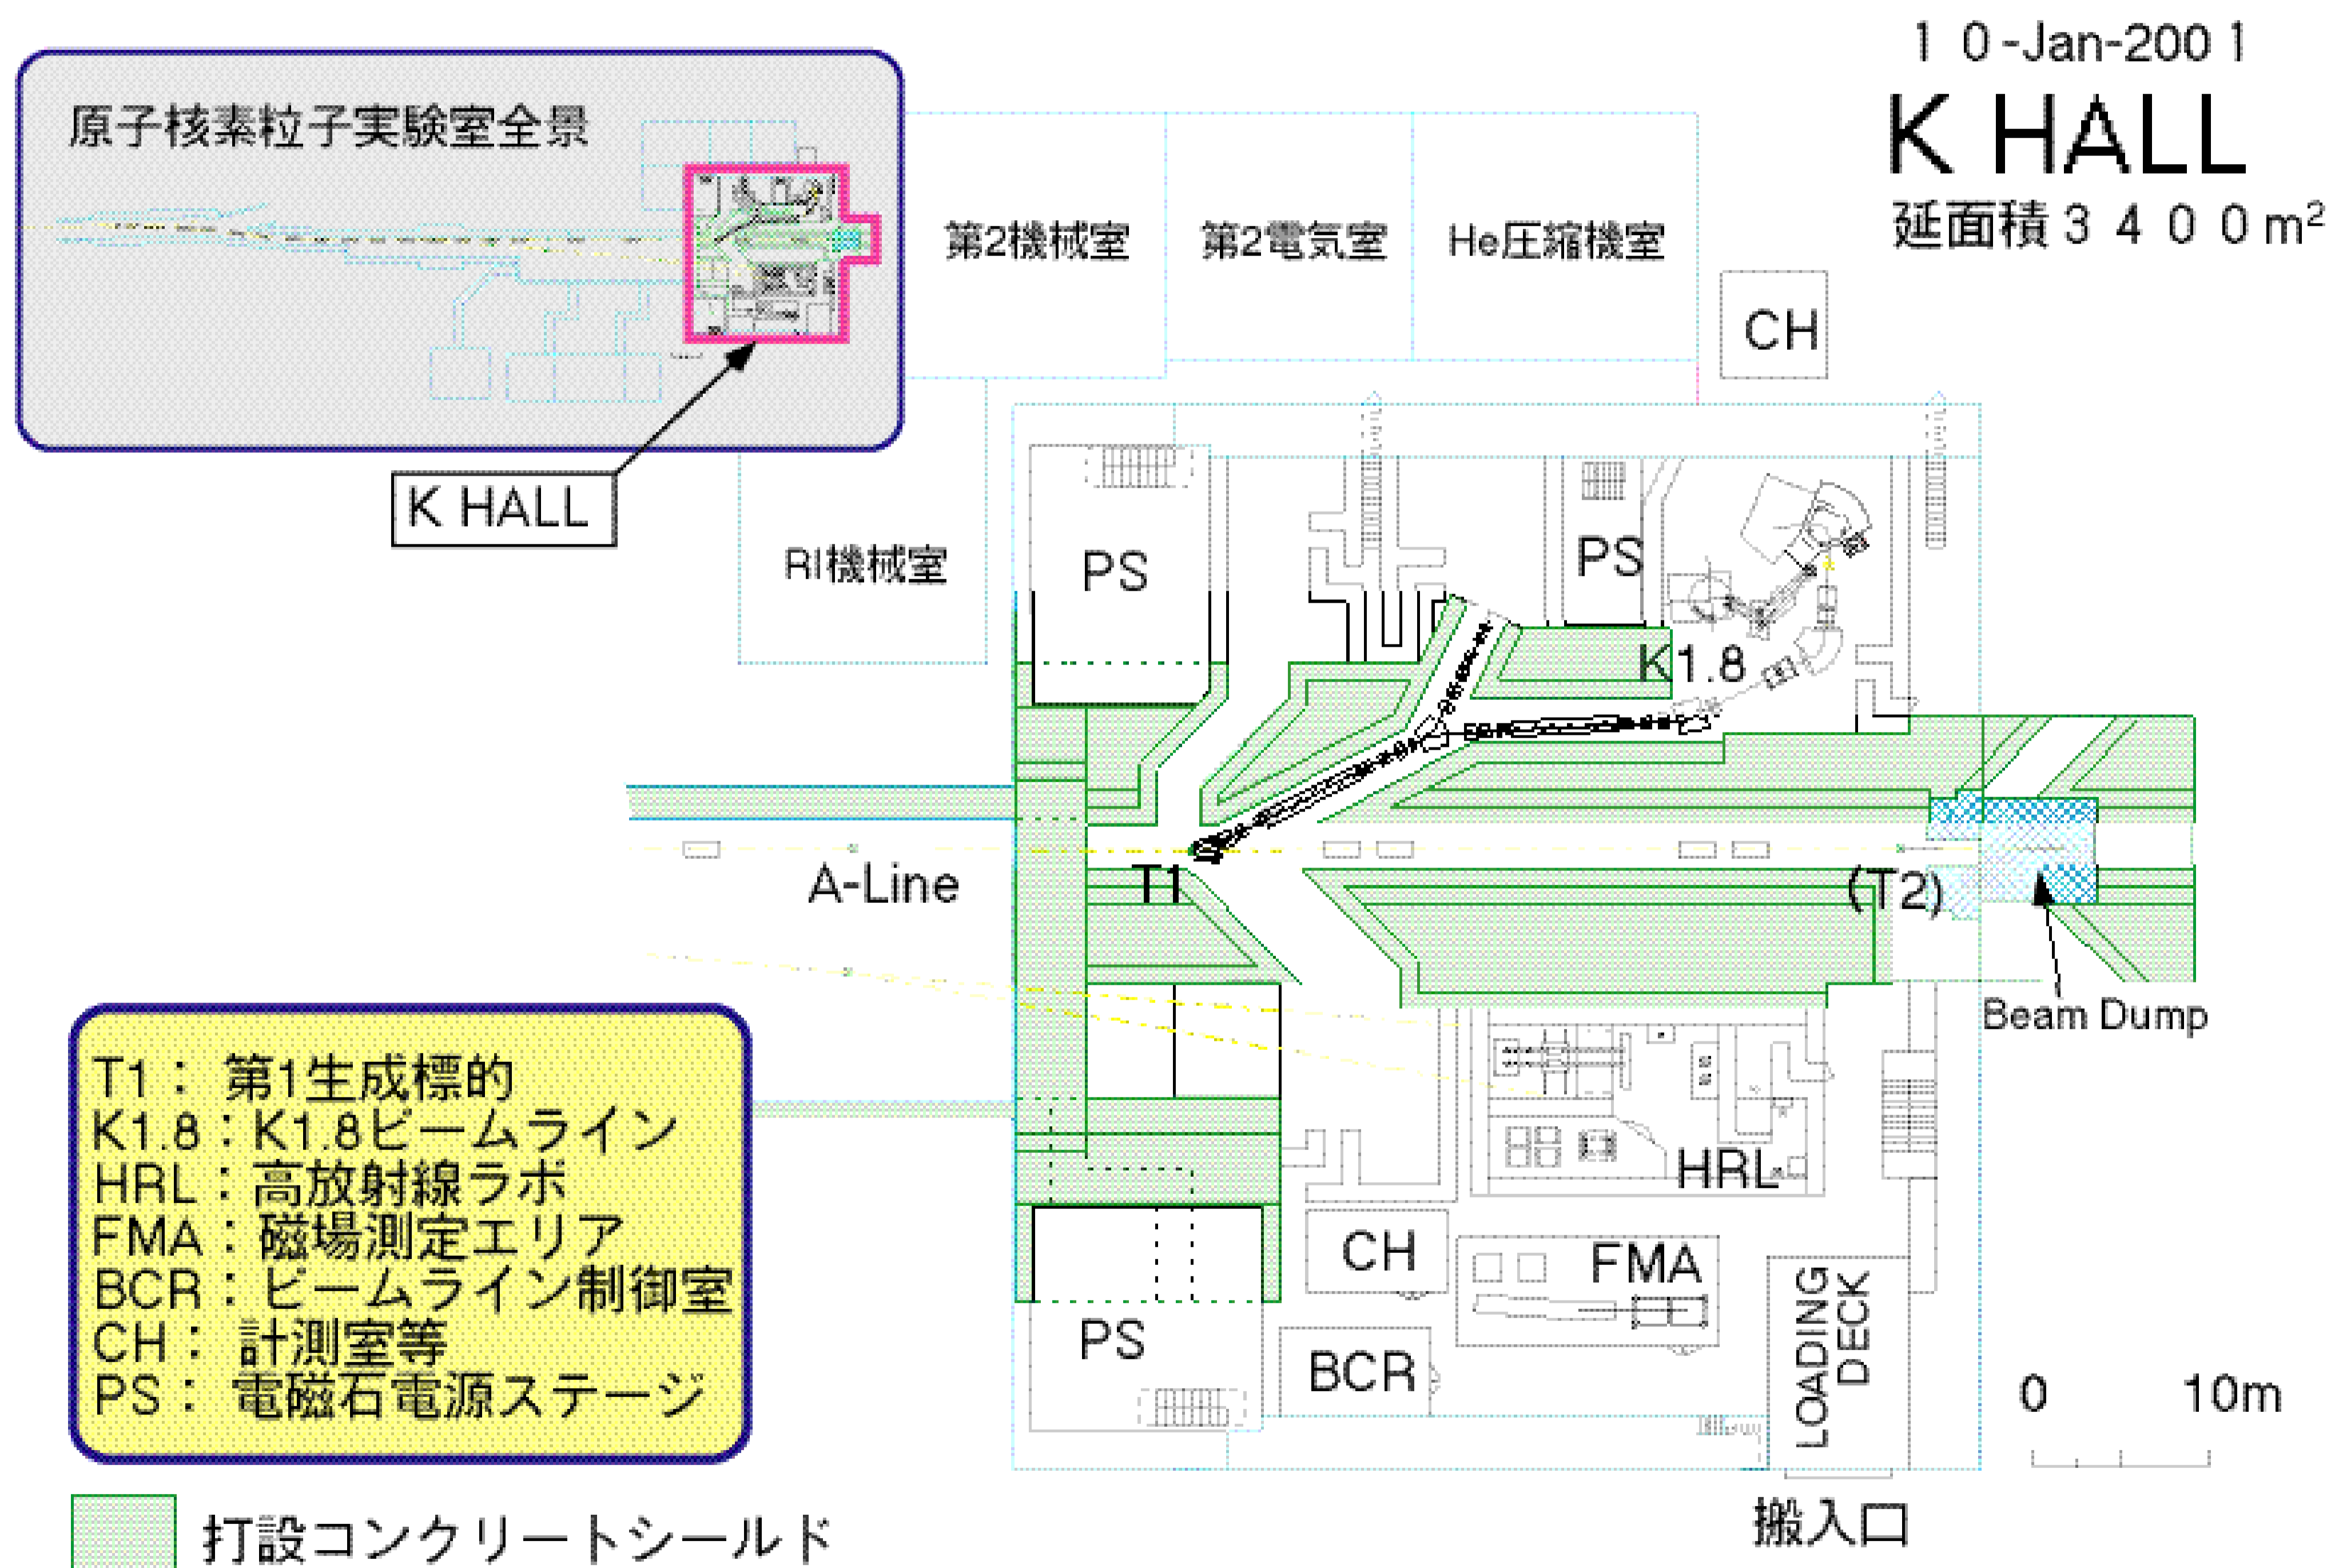 10-Jan-2001
K HALL
延面積3400m²
原子核素粒子実験室全景
K HALL
第2機械室
第2電気室
He圧縮機室
CH
RI機械室
PS
PS
K1.8
A-Line
T1
(T2)
Beam Dump
HRL
CH
FMA
PS
BCR
LOADING
DECK
0 10m
搬入口
T1： 第1生成標的
K1.8：K1.8ビームライン
HRL：高放射線ラボ
FMA：磁場測定エリア
BCR：ビームライン制御室
CH： 計測室等
PS： 電磁石電源ステージ
打設コンクリートシールド